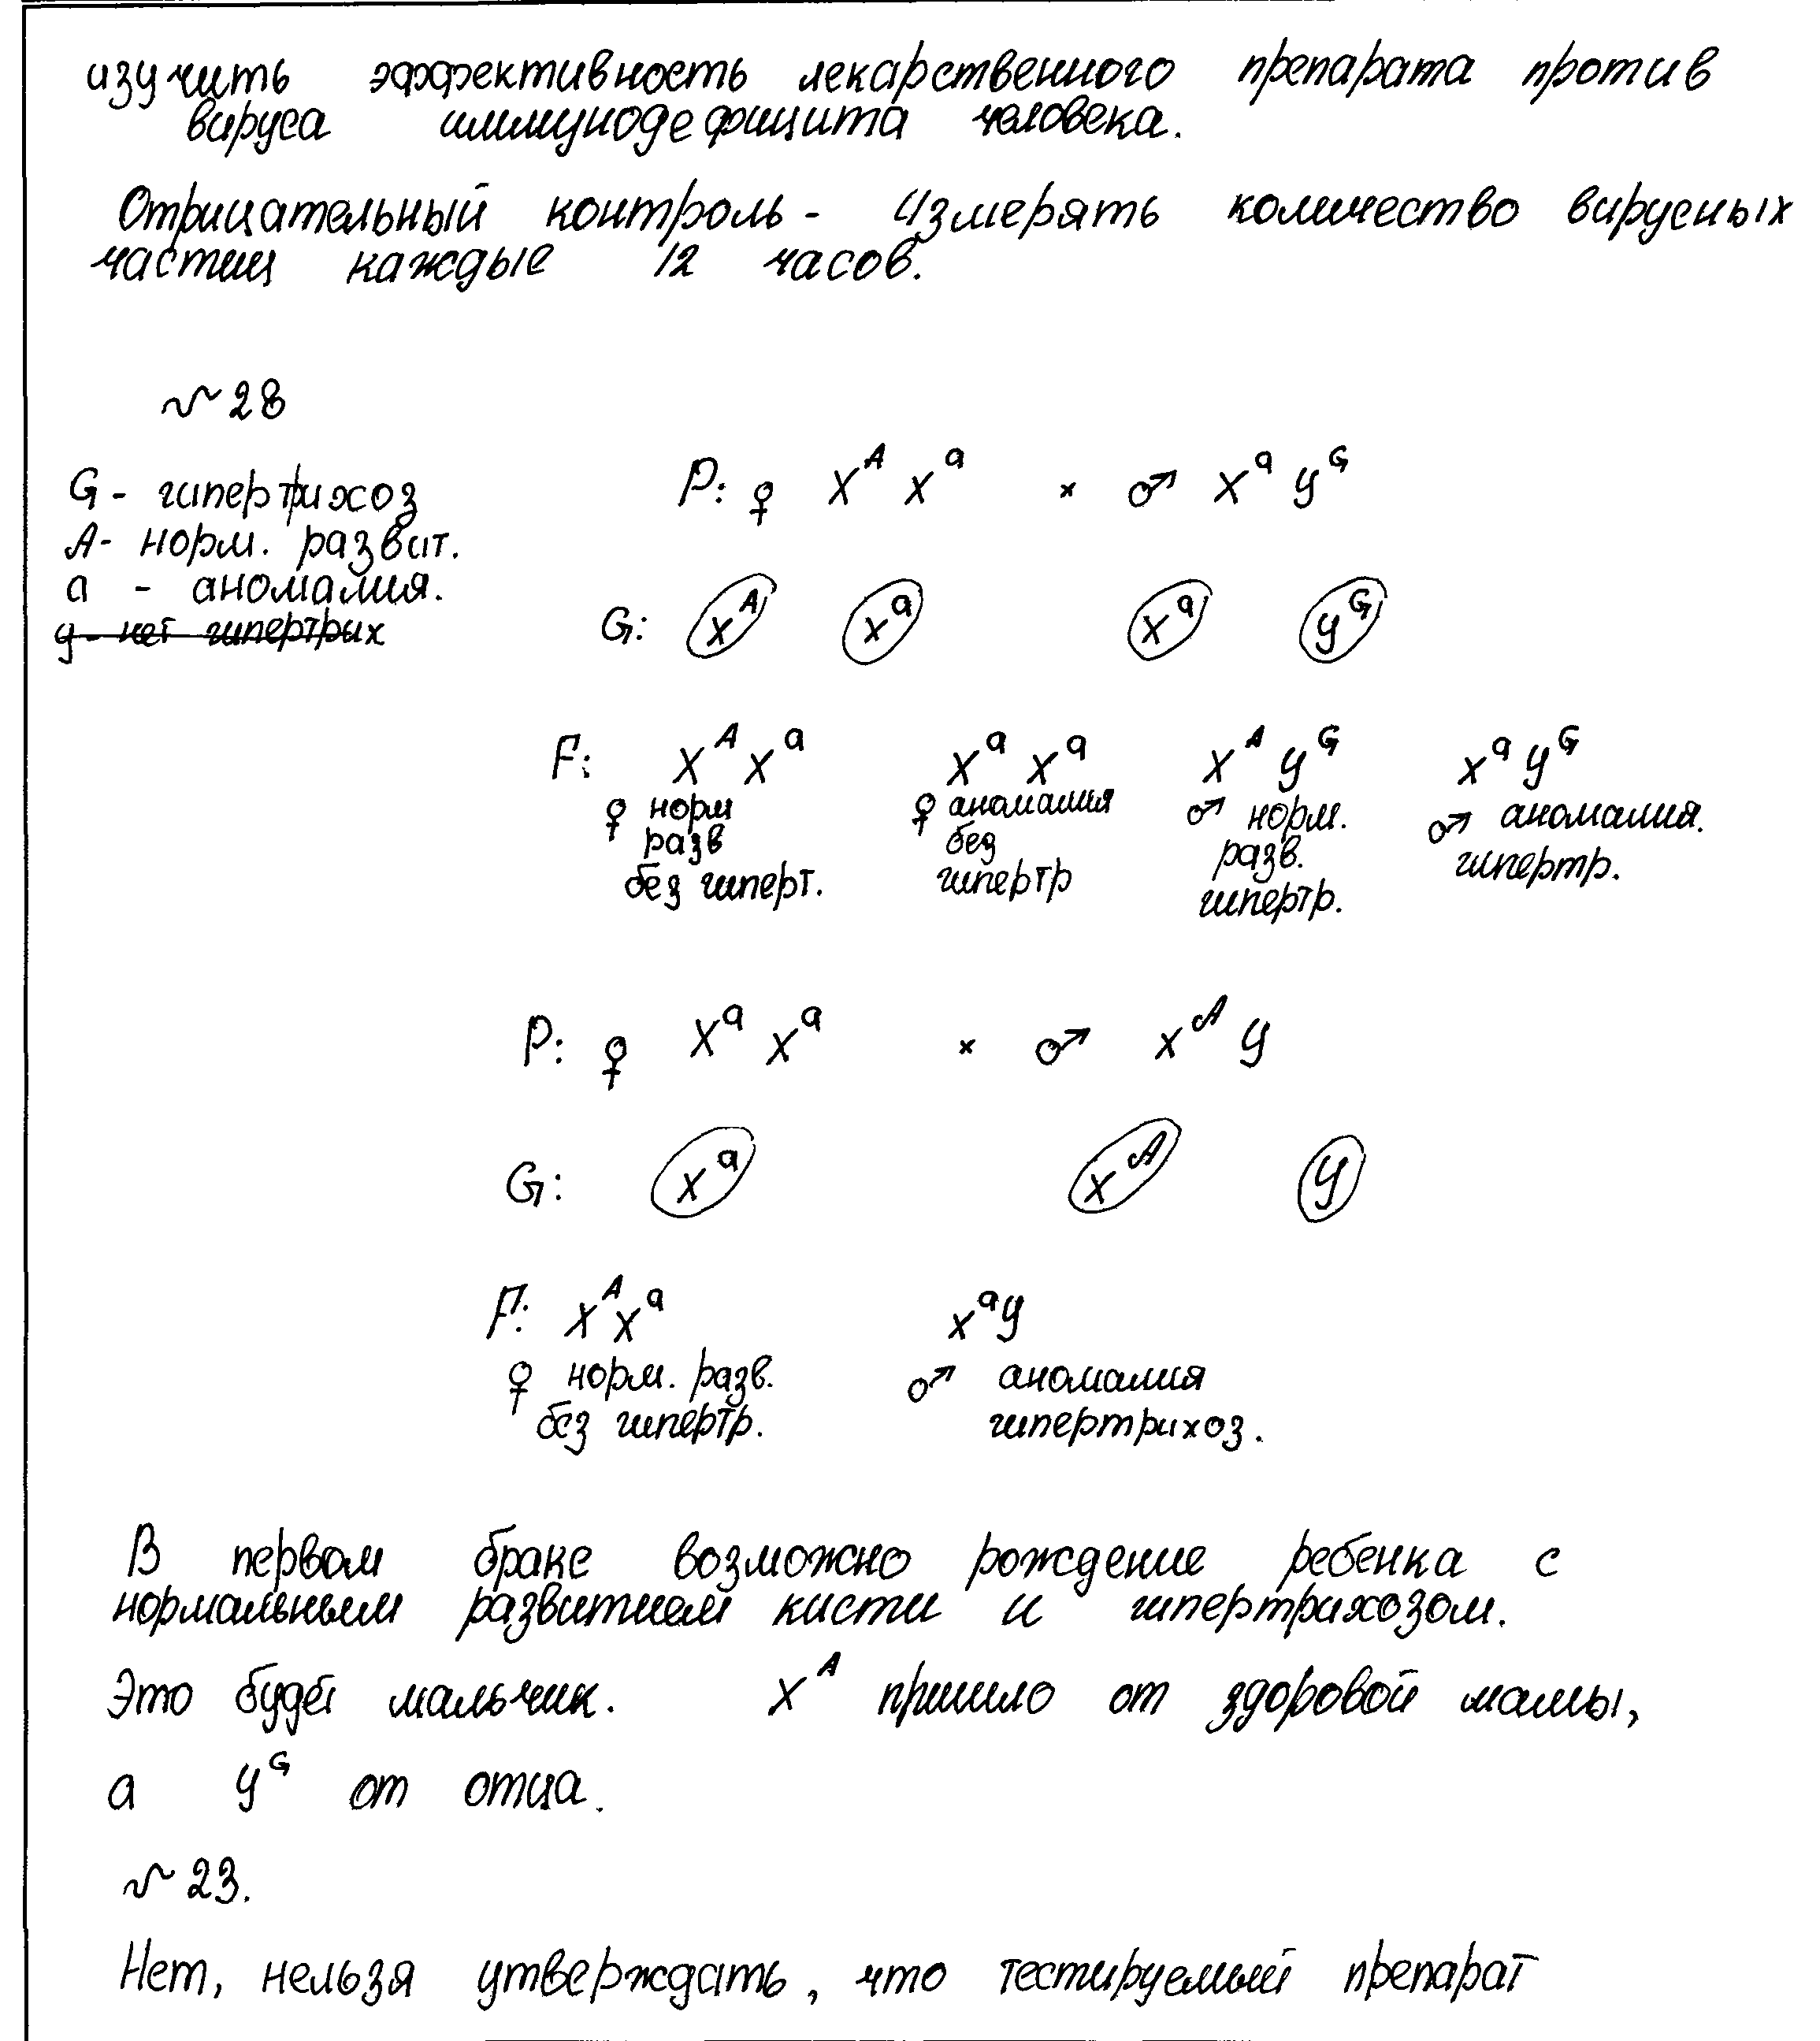 изучить эффективность лекарственного препарата против
вируса иммунодефицита человека.
Отрицательный контроль - Измерять количество вирусных
частиц каждые 12 часов.
№ 28
G - гипертрихоз
A - норм. развит.
a - аномалия.
g - нет гипертрих
P: ♀ X^A X^a × ♂ X^a Y^G
G: X^A X^a X^a Y^G
F: X^A X^a X^a X^a X^A Y^G X^a Y^G
♀ норм разв без гиперт. ♀ аномалия без гипертр ♂ норм. разв. гипертр. ♂ аномалия. гипертр.
P: ♀ X^a X^a × ♂ X^A Y
G: X^a X^A Y
F: X^A X^a X^a Y
♀ норм. разв. ♂ аномалия
без гипертр. гипертрихоз.
В первом браке возможно рождение ребенка с
нормальным развитием кисти и гипертрихозом.
Это будет мальчик. X^A пришло от здоровой мамы,
а Y^G от отца.
№ 23.
Нет, нельзя утверждать, что тестируемый препарат